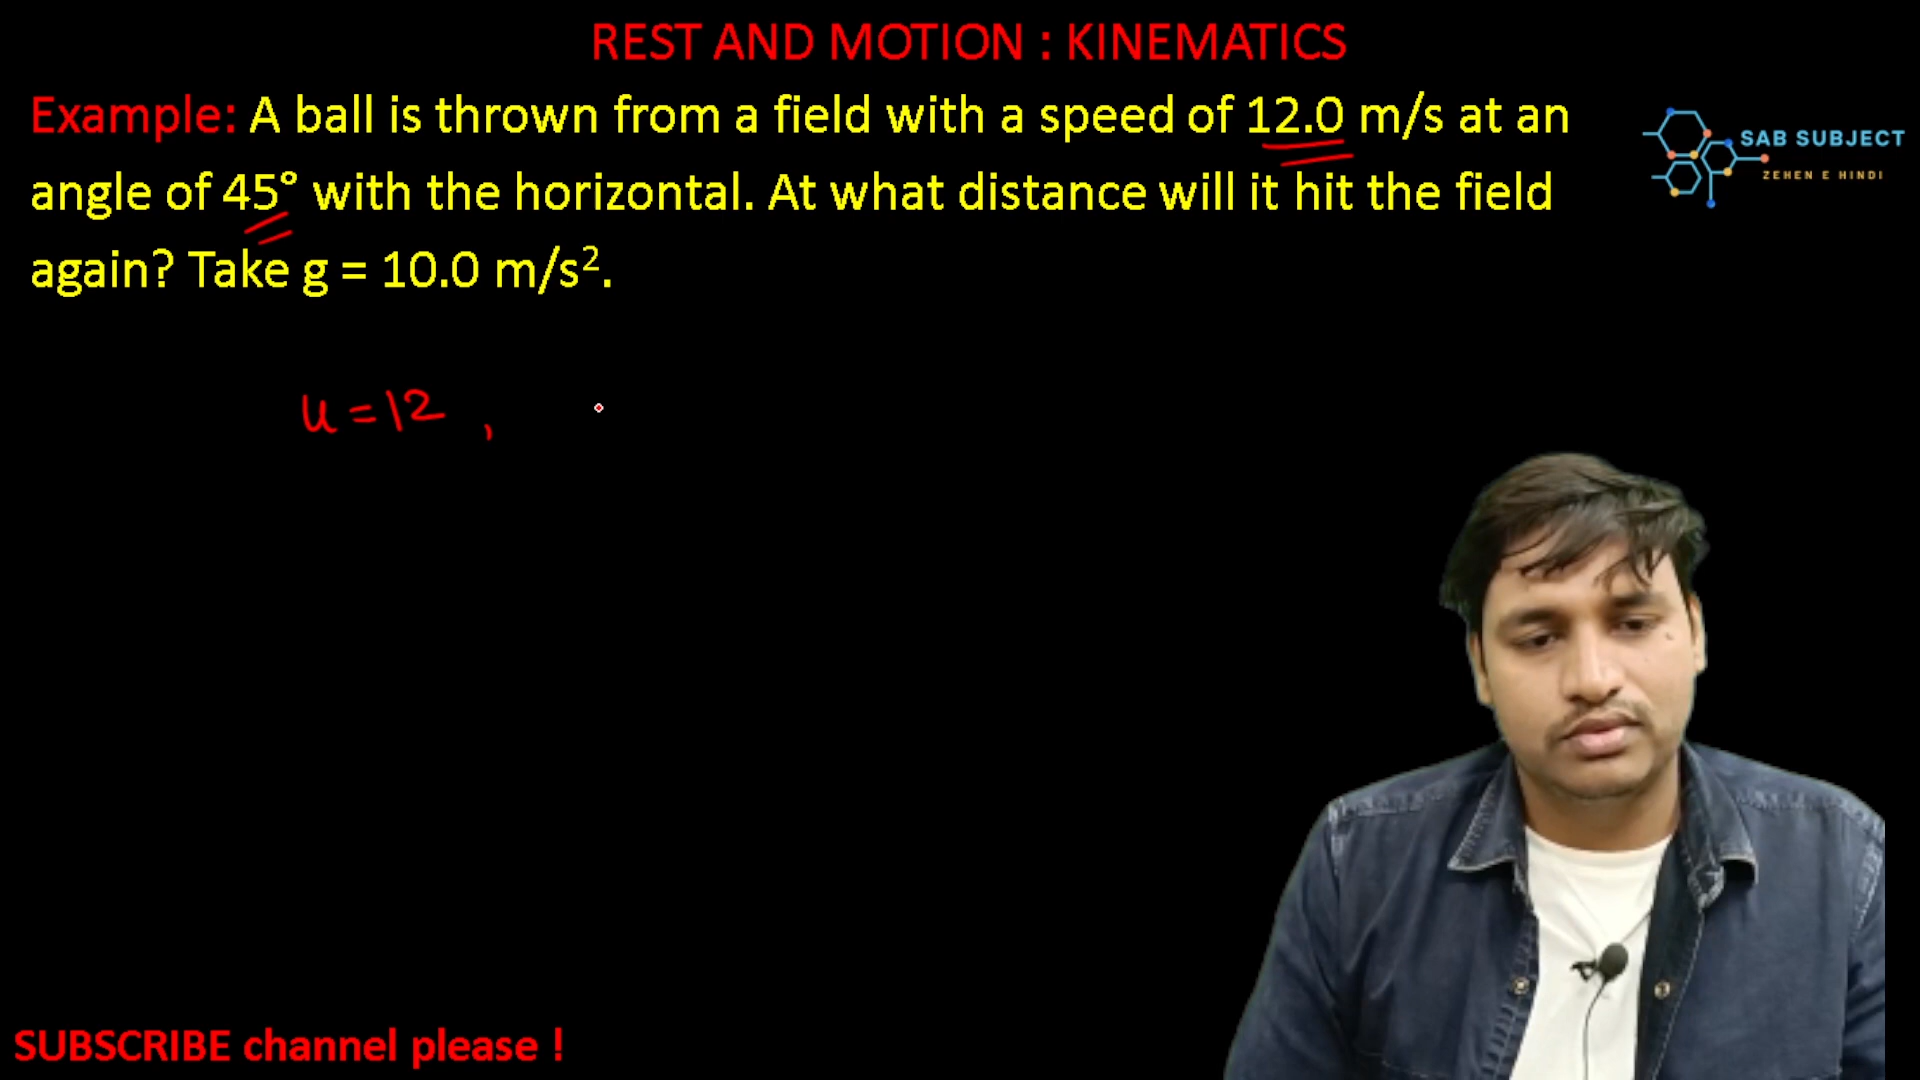 REST AND MOTION : KINEMATICS
Example: A ball is thrown from a field with a speed of 12.0 m/s at an
angle of 45° with the horizontal. At what distance will it hit the field
again? Take g = 10.0 m/s².
SAB SUBJECT
ZEHEN E HINDI
u = 12 ,
SUBSCRIBE channel please !